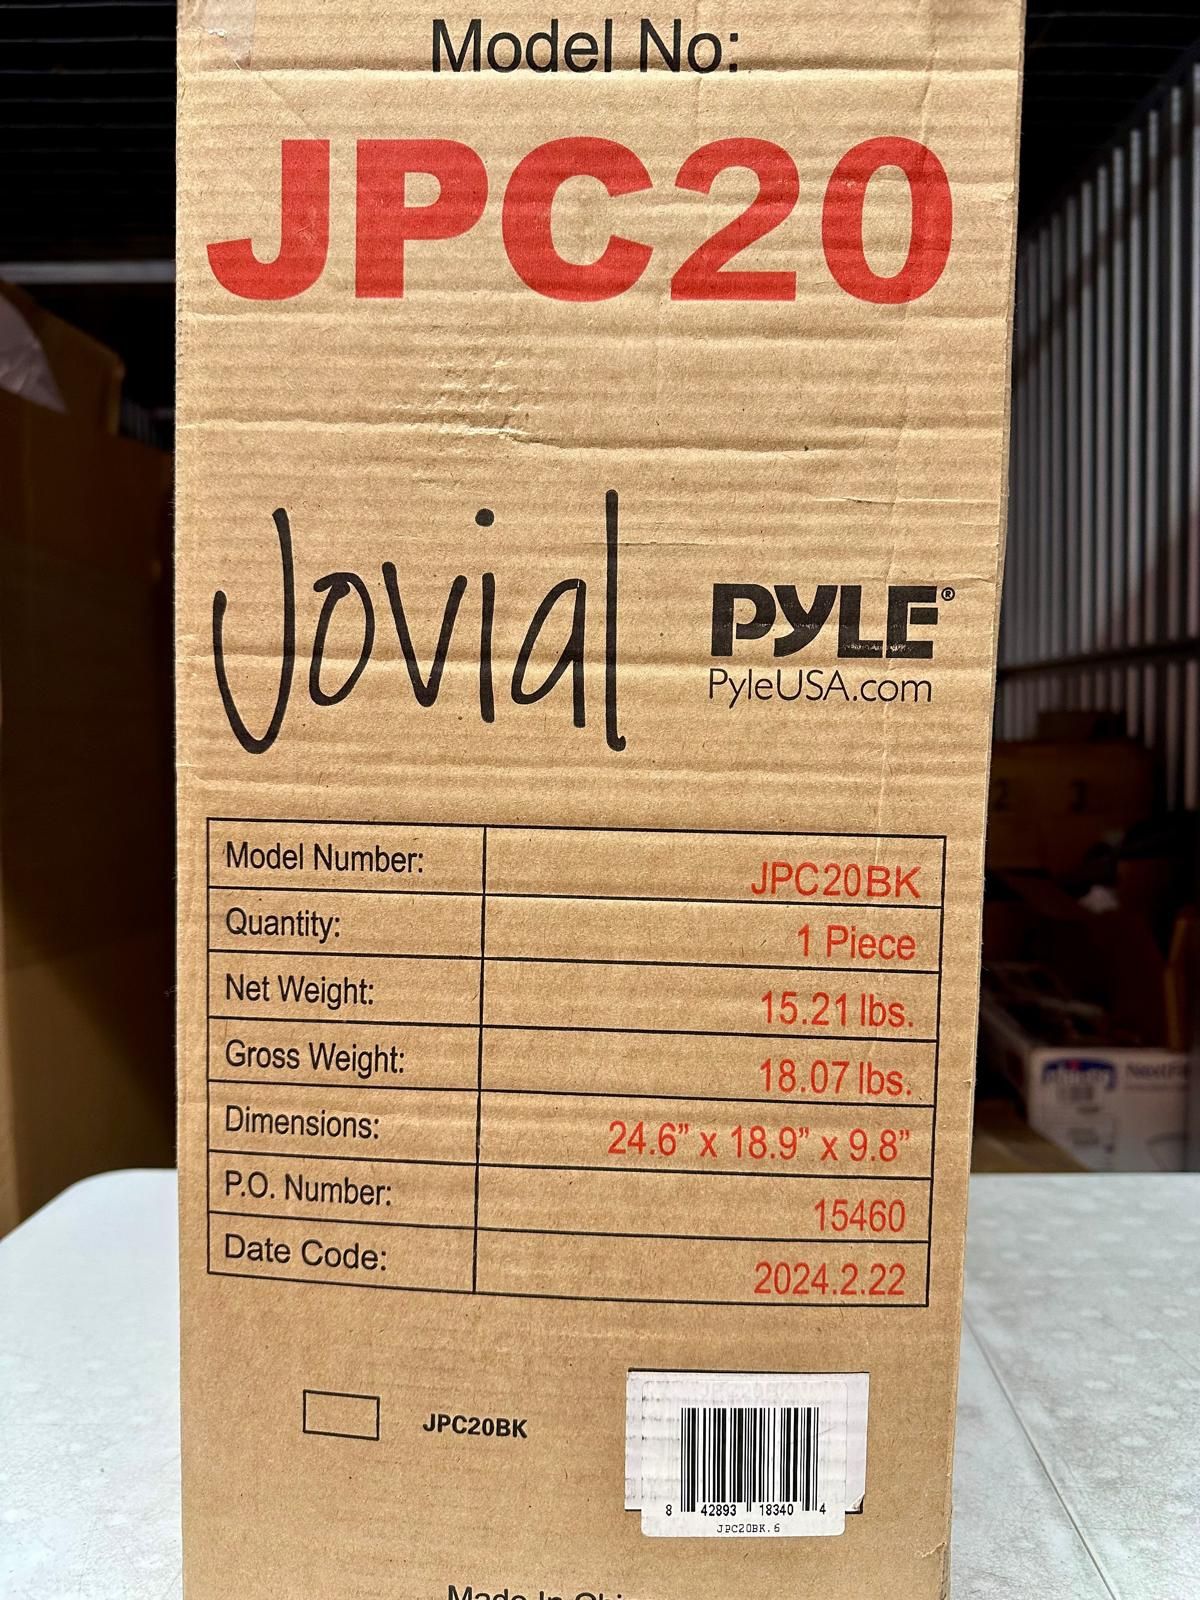 Model No:
JPC20
Jovial
PYLE®
PyleUSA.com
Model Number: JPC20BK
Quantity: 1 Piece
Net Weight: 15.21 lbs.
Gross Weight: 18.07 lbs.
Dimensions: 24.6” x 18.9” x 9.8”
P.O. Number: 15460
Date Code: 2024.2.22
JPC20BK
8 42893 18340 4
JPC20BK.6
Made In